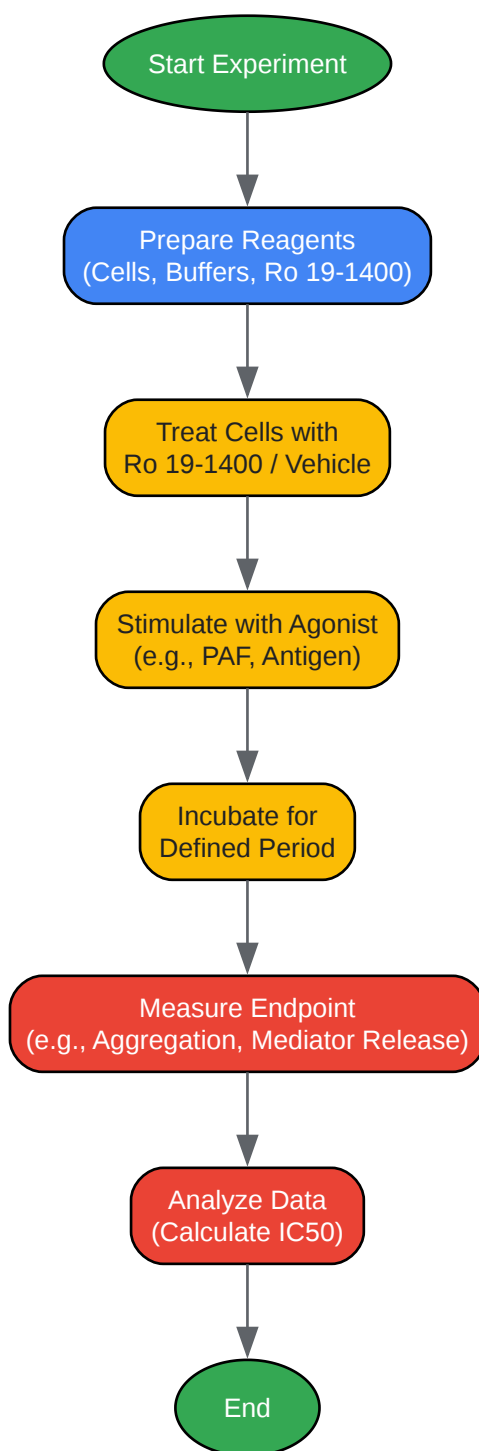 Start Experiment
Prepare Reagents
(Cells, Buffers, Ro 19-1400)
Treat Cells with
Ro 19-1400 / Vehicle
Stimulate with Agonist
(e.g., PAF, Antigen)
Incubate for
Defined Period
Measure Endpoint
(e.g., Aggregation, Mediator Release)
Analyze Data
(Calculate IC50)
End